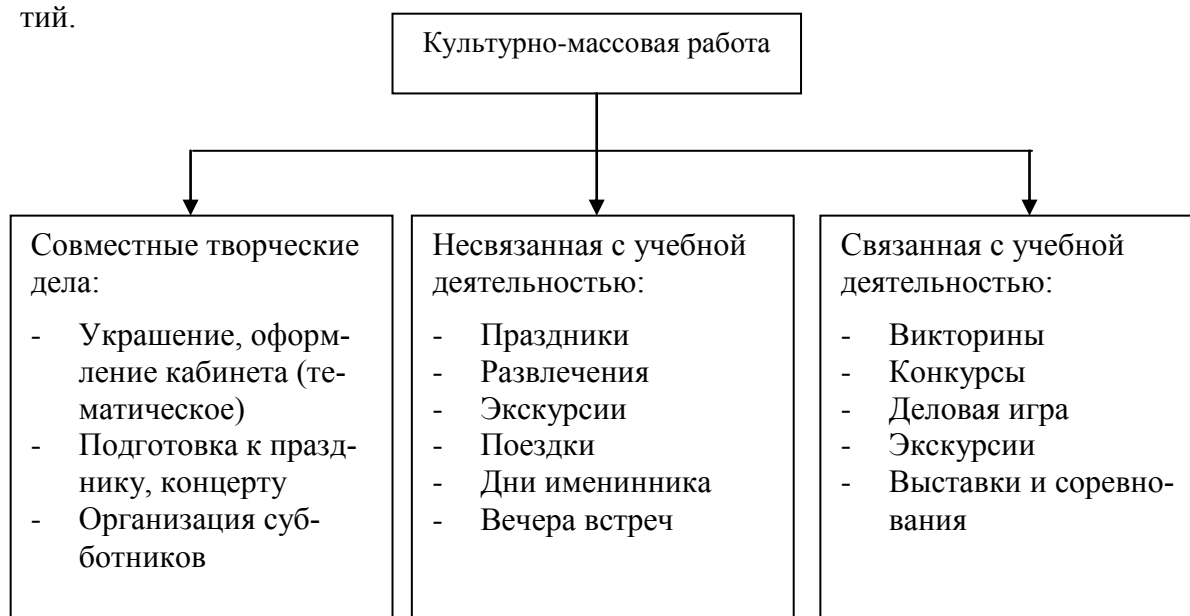 тий.
Культурно-массовая работа
Совместные творческие
дела:
- Украшение, оформ-
ление кабинета (те-
матическое)
- Подготовка к празд-
нику, концерту
- Организация суб-
ботников
Несвязанная с учебной
деятельностью:
- Праздники
- Развлечения
- Экскурсии
- Поездки
- Дни именинника
- Вечера встреч
Связанная с учебной
деятельностью:
- Викторины
- Конкурсы
- Деловая игра
- Экскурсии
- Выставки и соревно-
вания